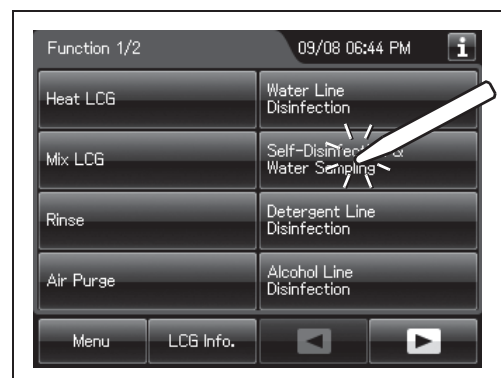 Function 1/2
09/08 06:44 PM
i
Heat LCG
Water Line
Disinfection
Mix LCG
Self-Disinfection &
Water Sampling
Rinse
Detergent Line
Disinfection
Air Purge
Alcohol Line
Disinfection
Menu
LCG Info.